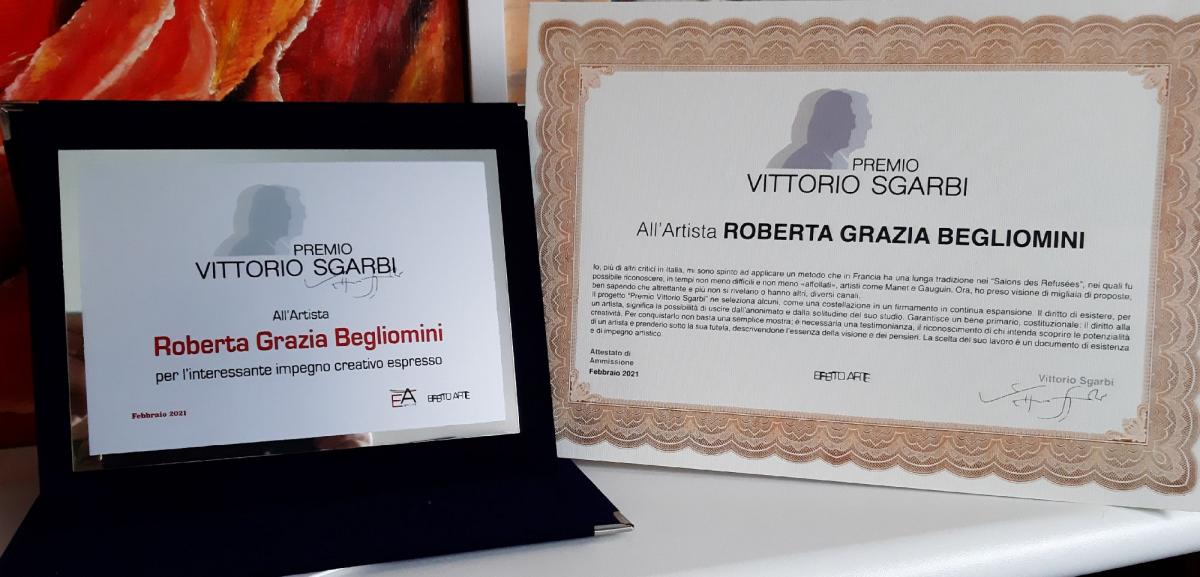 PREMIO
VITTORIO SGARBI
All'Artista
Roberta Grazia Begliomini
per l'interessante impegno creativo espresso
Febbraio 2021
EA EFFETTO ARTE
PREMIO
VITTORIO SGARBI
All'Artista ROBERTA GRAZIA BEGLIOMINI
Io, più di altri critici in Italia, mi sono spinto ad applicare un metodo che in Francia ha una lunga tradizione nei "Salons des Refusées", nei quali fu
possibile riconoscere, in tempi non meno difficili e non meno «affollati», artisti come Manet e Gauguin. Ora, ho preso visione di migliaia di proposte,
ben sapendo che altrettante e più non si rivelano o hanno altri, diversi canali.
Il progetto "Premio Vittorio Sgarbi" ne seleziona alcuni, come una costellazione in un firmamento in continua espansione. Il diritto di esistere, per
un artista, significa la possibilità di uscire dall'anonimato e dalla solitudine del suo studio. Garantisce un bene primario, costituzionale: il diritto alla
creatività. Per conquistarlo non basta una semplice mostra; è necessaria una testimonianza, il riconoscimento di chi intenda scoprire le potenzialità
di un artista e prenderlo sotto la sua tutela, descrivendone l'essenza della visione e dei pensieri. La scelta del suo lavoro è un documento di esistenza
e di impegno artistico.
Attestato di
Ammissione
Febbraio 2021
EFFETTO ARTE
Vittorio Sgarbi